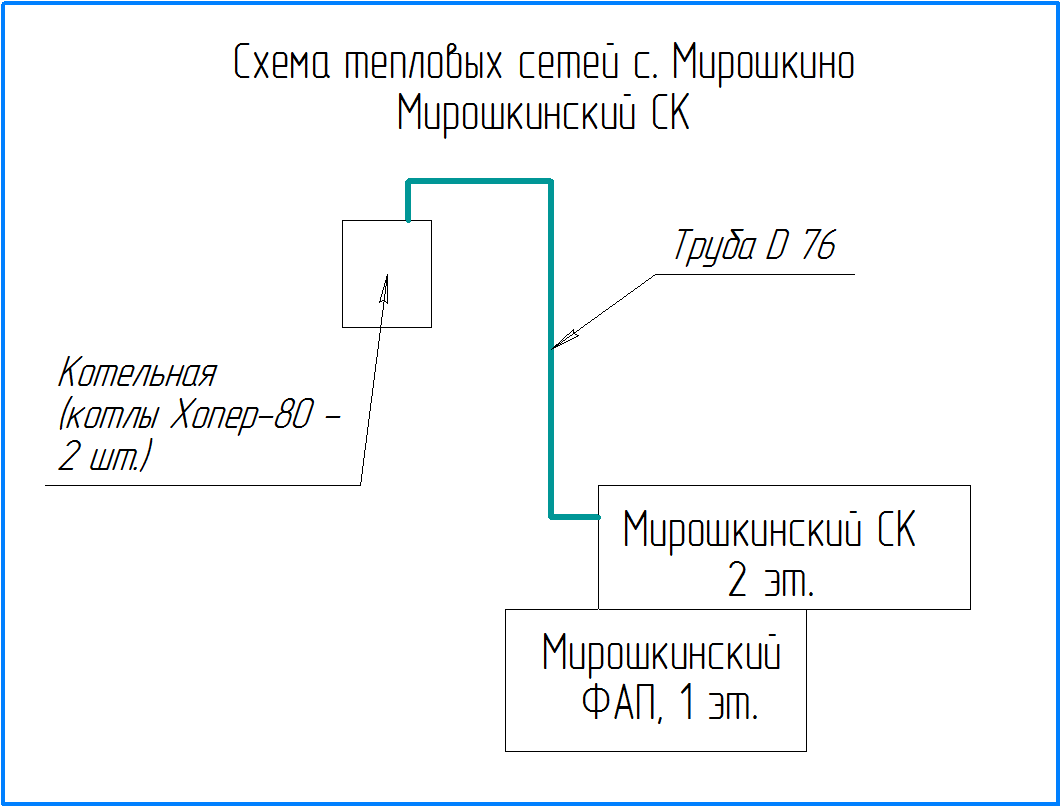 Схема тепловых сетей с. Мирошкино
Мирошкинский СК
Труба D 76
Котельная
(котлы Хопер-80 -
2 шт.)
Мирошкинский СК
2 эт.
Мирошкинский
ФАП, 1 эт.